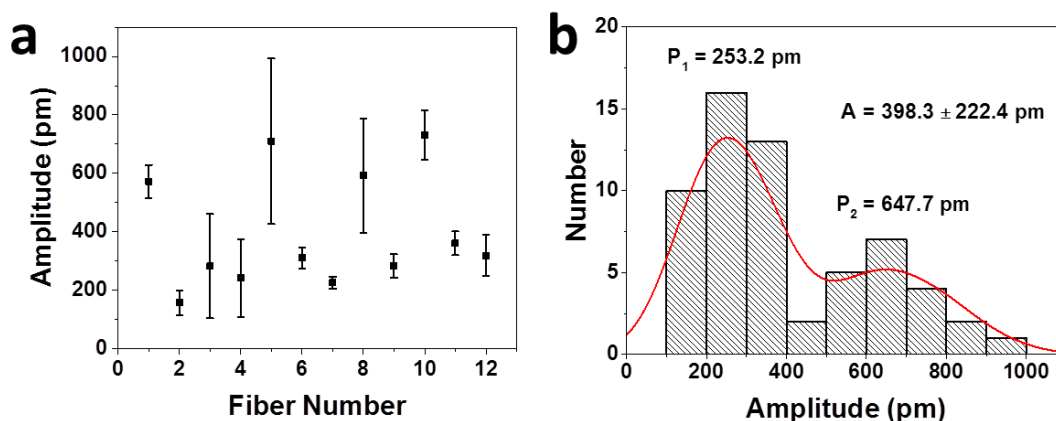 a
1000
800
600
400
200
0
Amplitude (pm)
0 2 4 6 8 10 12
Fiber Number
b
20
15
10
5
0
Number
P1 = 253.2 pm
A = 398.3 ± 222.4 pm
P2 = 647.7 pm
0 200 400 600 800 1000
Amplitude (pm)